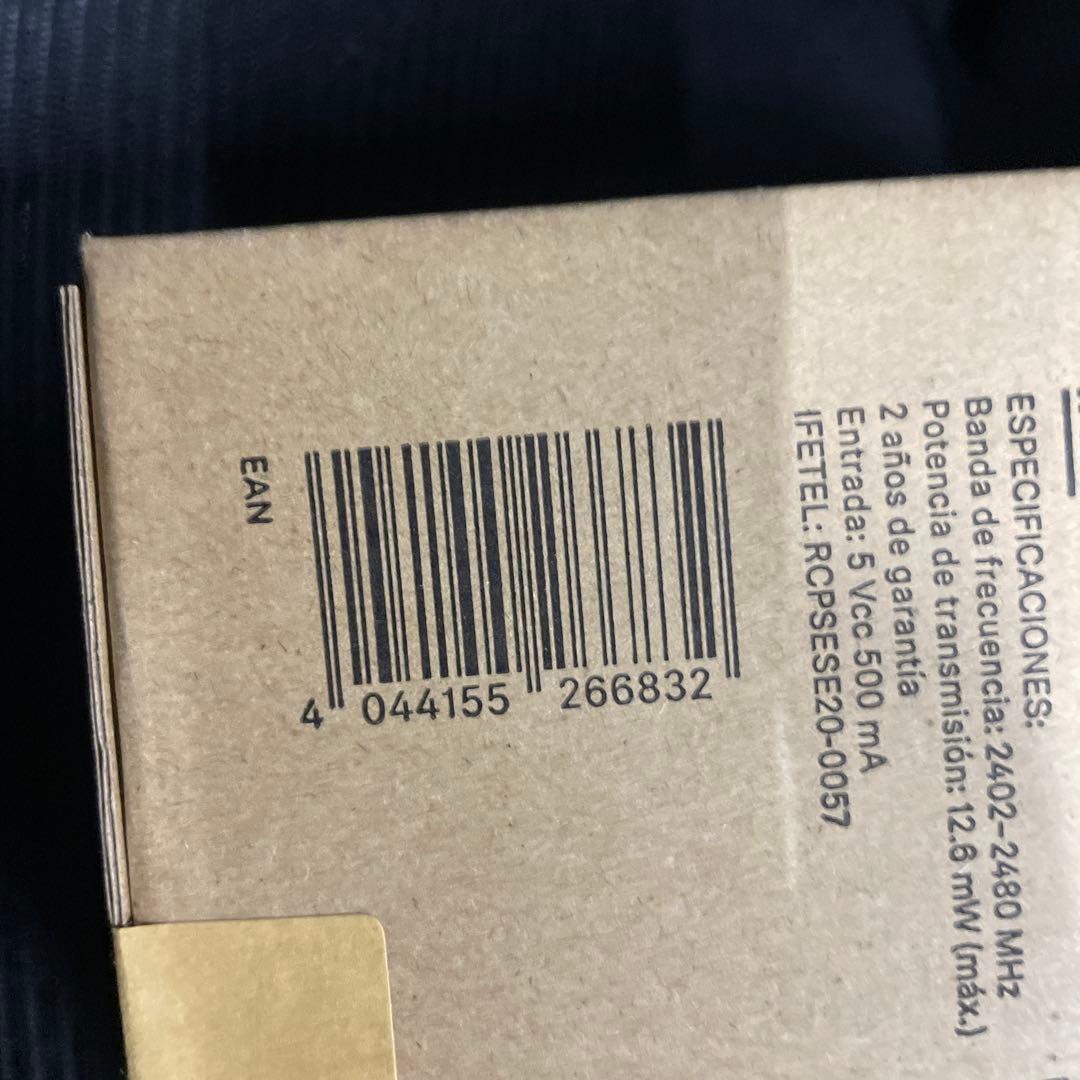 ESPECIFICACIONES:
Banda de frecuencia: 2402–2480 MHz
Potencia de transmisión: 12.6 mW (máx.)
2 años de garantía
Entrada: 5 Vcc 500 mA
IFETEL: RCPSESE20-0057
EAN
4 044155 266832